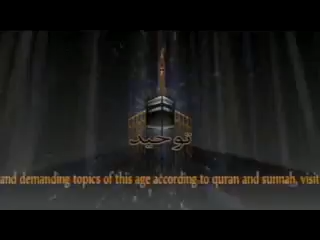 توحيد
and demanding topics of this age according to quran and sunnah, visit